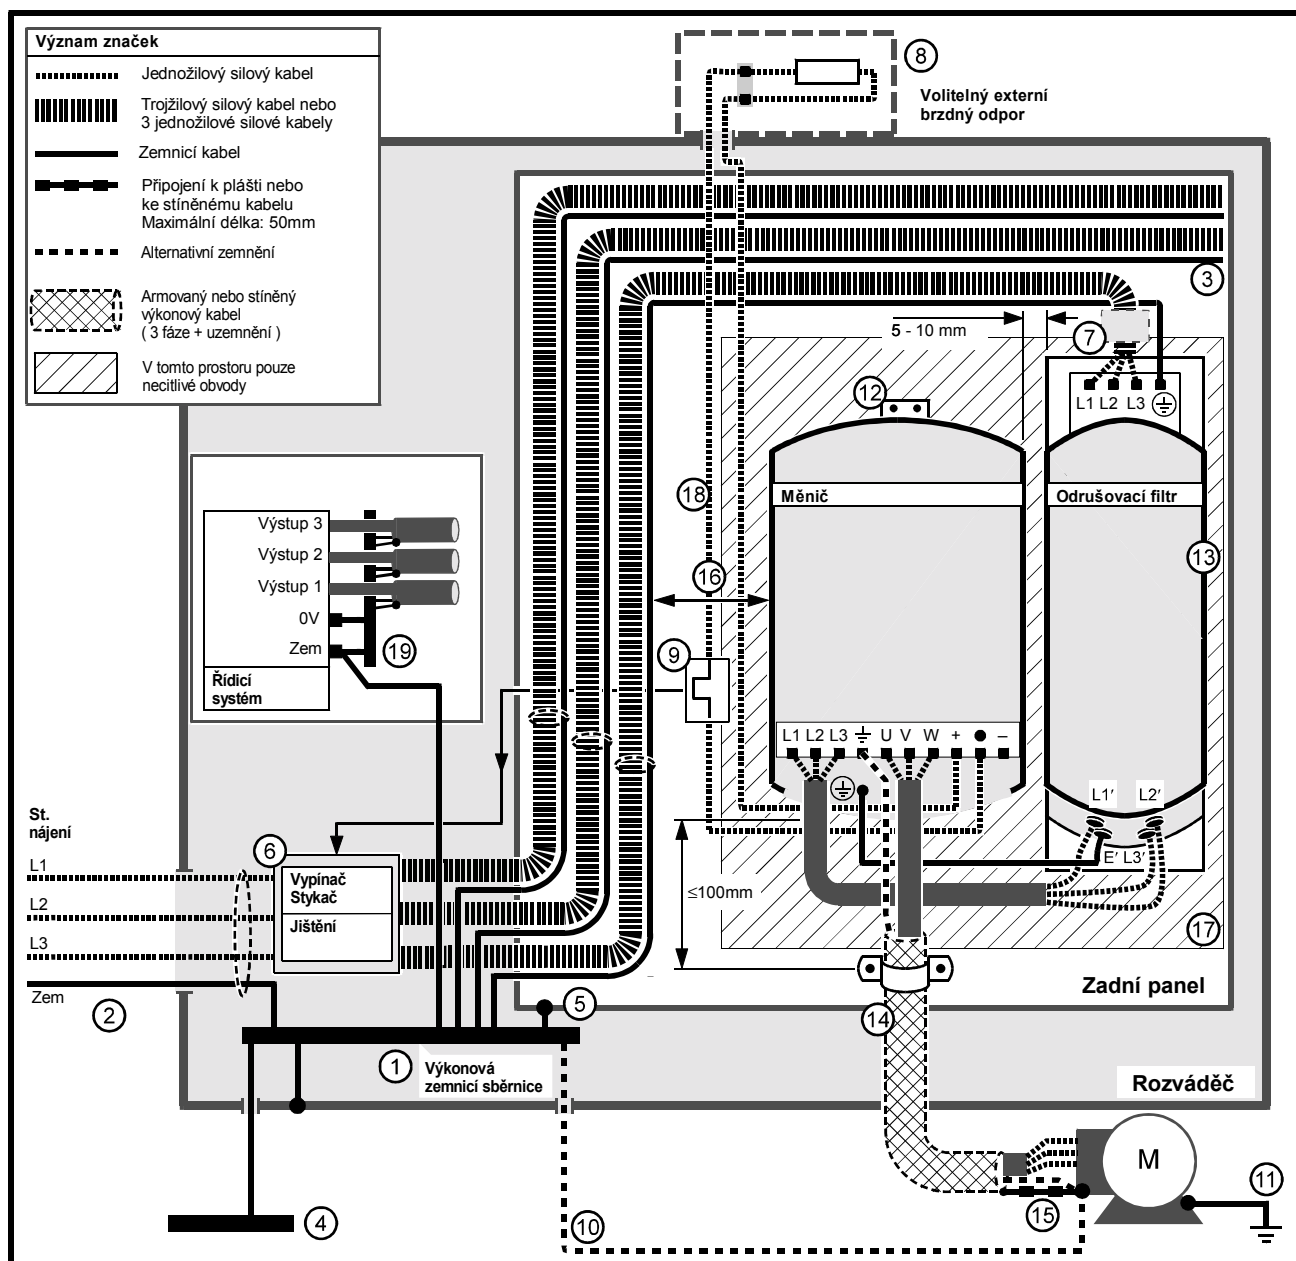 Význam značek
Jednožilový silový kabel
Trojžilový silový kabel nebo
3 jednožilové silové kabely
Zemnicí kabel
Připojení k plášti nebo
ke stíněnému kabelu
Maximální délka: 50mm
Alternativní zemnění
Armovaný nebo stíněný
výkonový kabel
( 3 fáze + uzemnění )
V tomto prostoru pouze
necitlivé obvody
8
Volitelný externí
brzdný odpor
3
5 - 10 mm
7
L1 L2 L3
12
18
Měnič
Odrušovací filtr
13
16
Výstup 3
Výstup 2
Výstup 1
0V
Zem
19
Řídicí
systém
9
L1 L2 L3 U V W + –
L1' L2'
E' L3'
≤100mm
17
St.
nájení
L1
L2
L3
Zem
2
6
Vypínač
Stykač
Jištění
Zadní panel
5
14
1
Výkonová
zemnicí sběrnice
Rozváděč
M
11
15
4
10